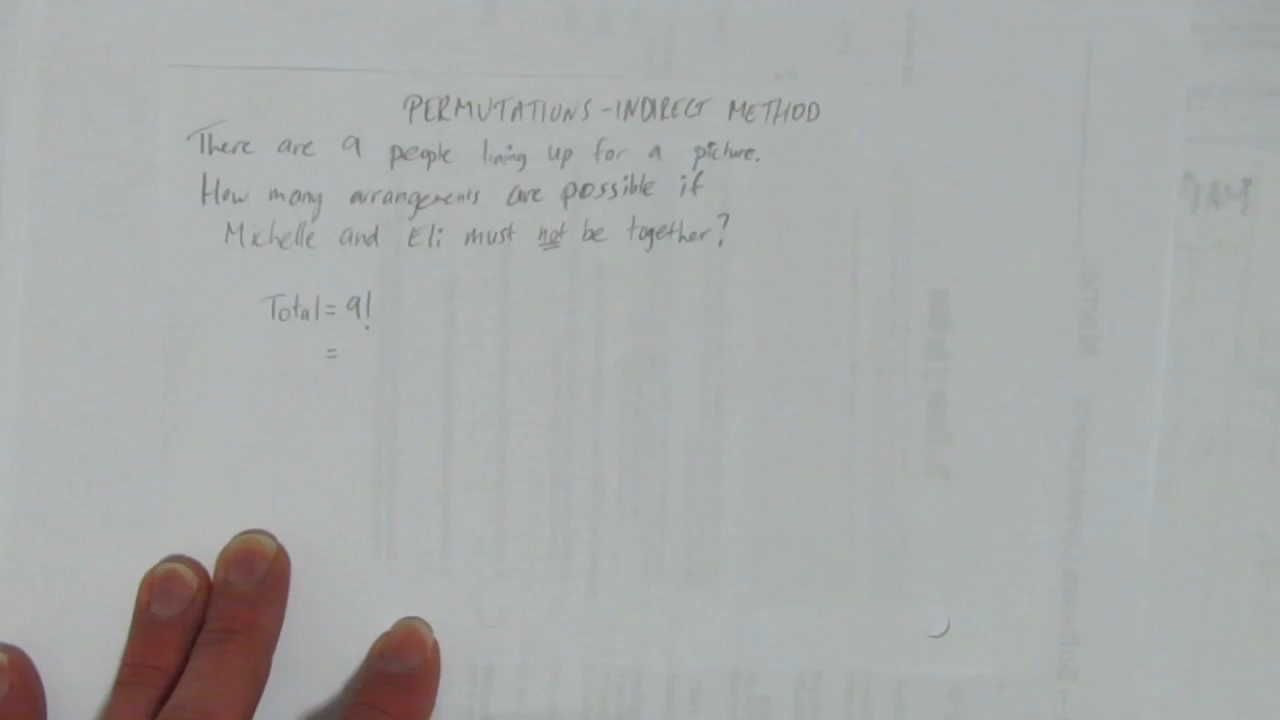 PERMUTATIONS - INDIRECT METHOD
There are 9 people lining up for a picture.
How many arrangements are possible if
Michelle and Eli must not be together?
Total = 9!
=